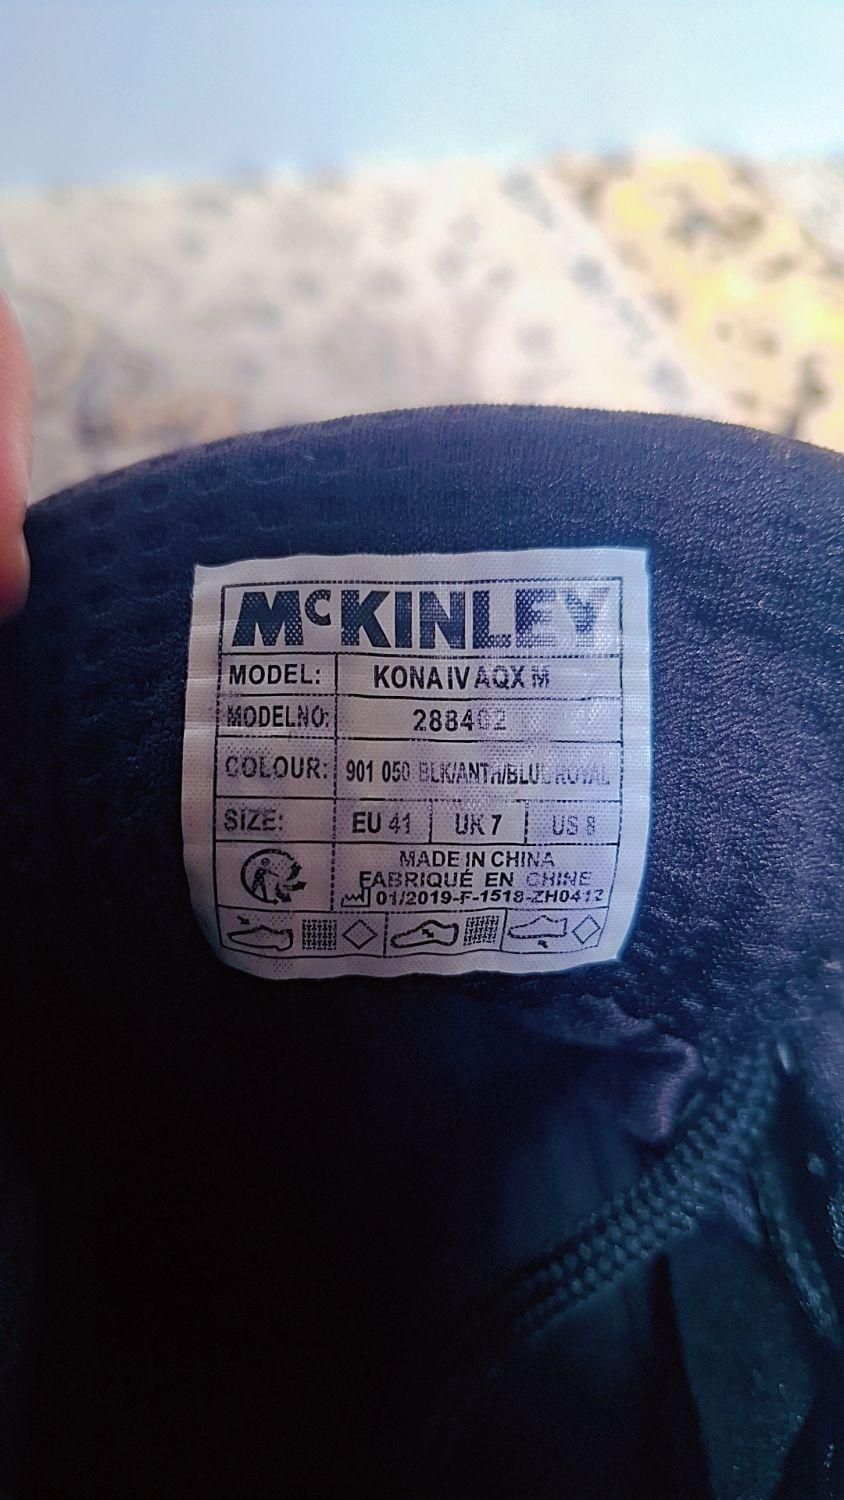 McKINLEY
MODEL: KONA IV AQX M
MODELNO: 288402
COLOUR: 901 050 BLK/ANTH/BLUE ROYAL
SIZE: EU 41 UK 7 US 8
MADE IN CHINA
FABRIQUÉ EN CHINE
01/2019-F-1518-ZH0412